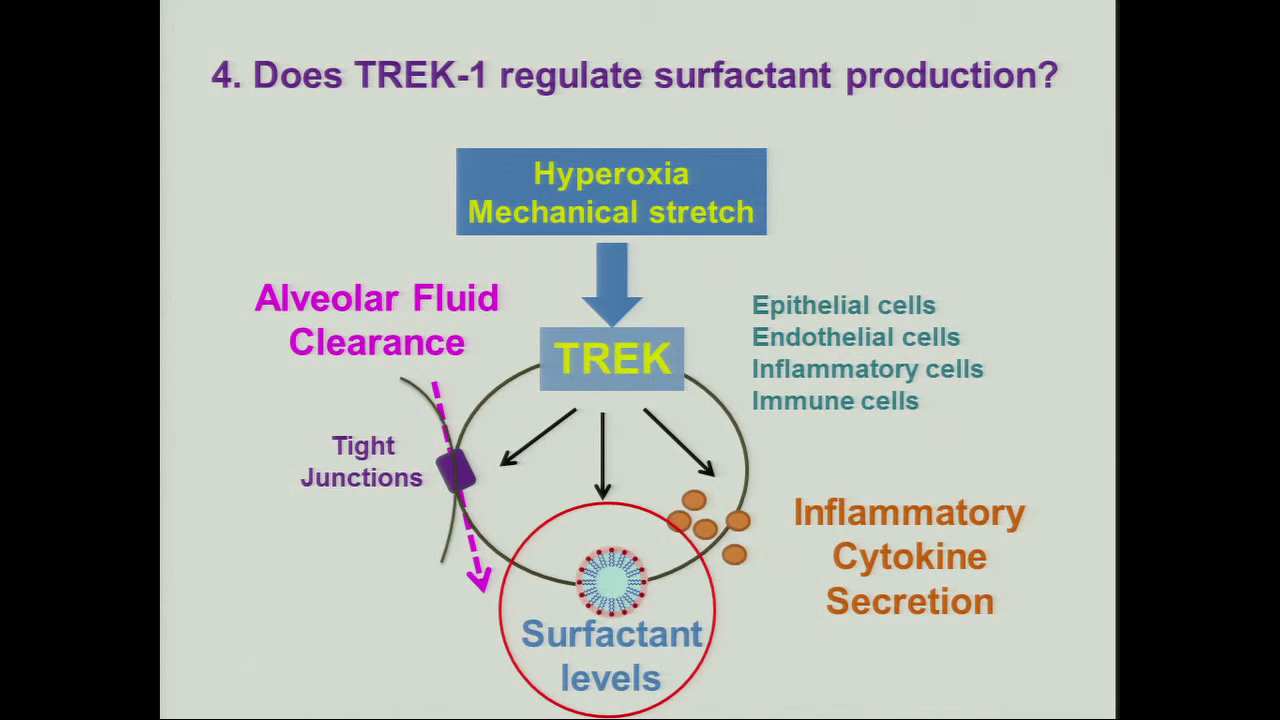 4. Does TREK-1 regulate surfactant production?
Hyperoxia
Mechanical stretch
Alveolar Fluid
Clearance
TREK
Epithelial cells
Endothelial cells
Inflammatory cells
Immune cells
Tight
Junctions
Inflammatory
Cytokine
Secretion
Surfactant
levels